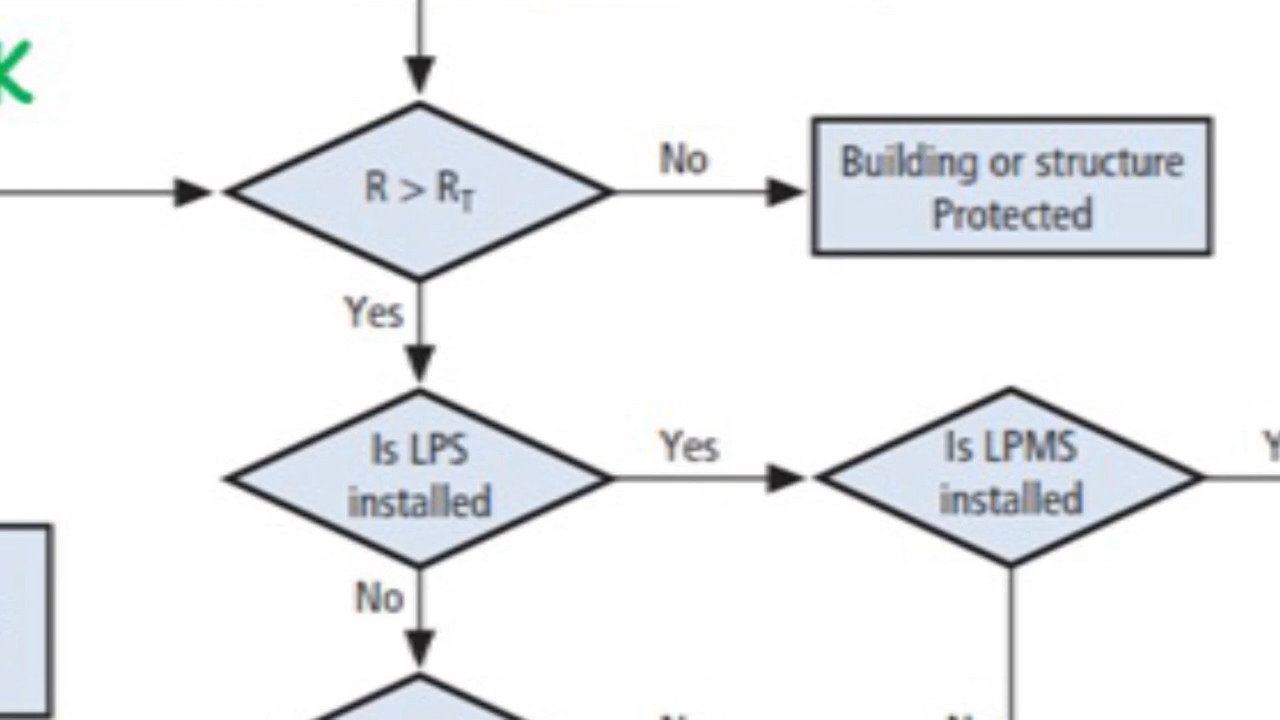 K
R > R_T
No
Building or structure
Protected
Yes
Is LPS
installed
Yes
Is LPMS
installed
No